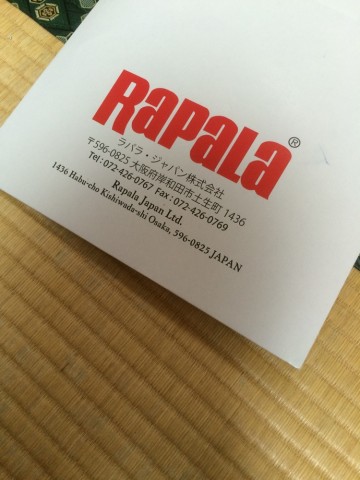 Rapala®
ラパラ・ジャパン株式会社
〒596-0825 大阪府岸和田市土生町 1436
Tel : 072-426-0767 Fax : 072-426-0769
Rapala Japan Ltd.
1436 Habu-cho Kishiwada-shi Osaka, 596-0825 JAPAN